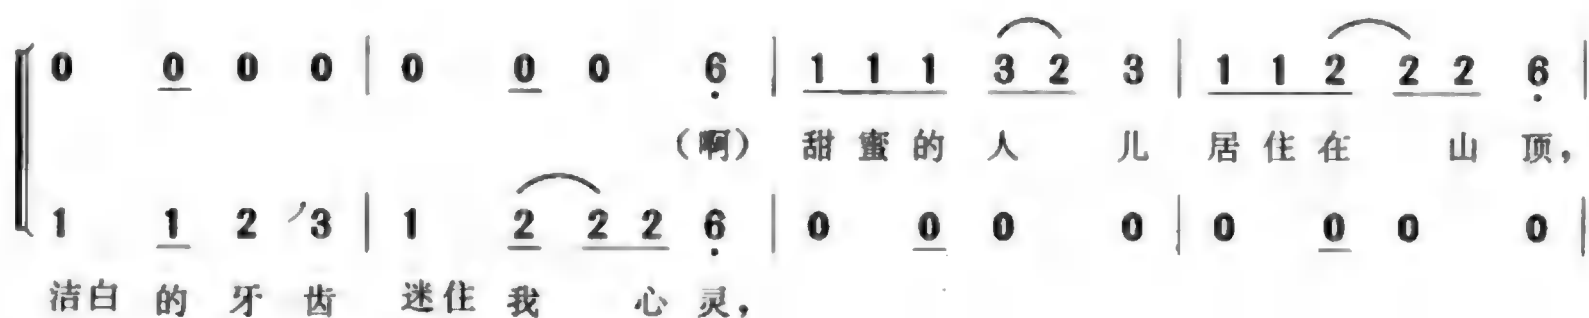 0 0 0 0 | 0 0 0 6 | 1 1 1 3 2 3 | 1 1 2 2 2 6 |
(啊) 甜 蜜 的 人 儿 居 住 在 山 顶，
1 1 2 3 | 1 2 2 2 6 | 0 0 0 0 | 0 0 0 0 |
洁白 的 牙 齿 迷住 我 心 灵，